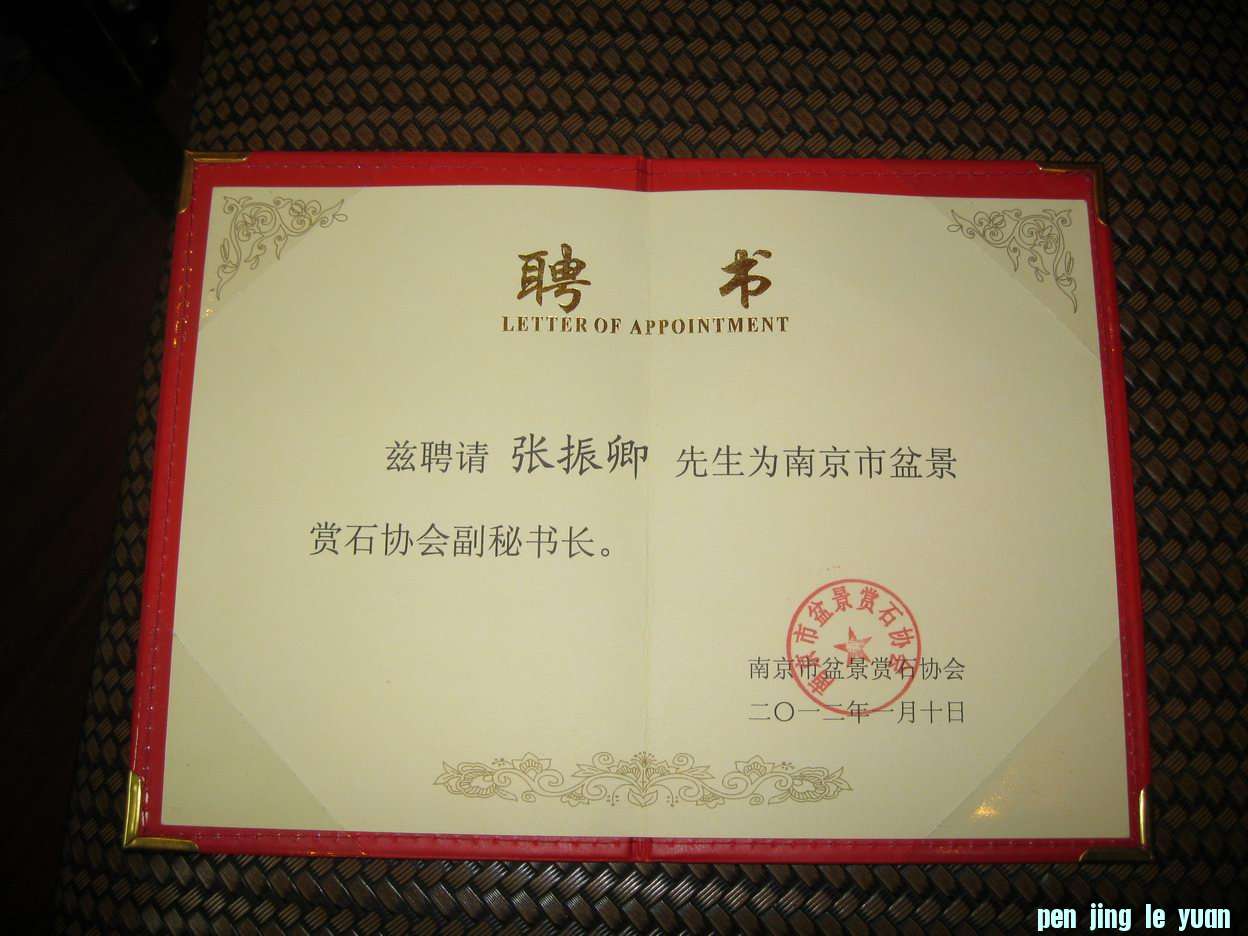 聘 书
LETTER OF APPOINTMENT
兹聘请 张振卿 先生为南京市盆景
赏石协会副秘书长。
南京市盆景赏石协会
南京市盆景赏石协会
二〇一二年一月十日
pen jing le yuan